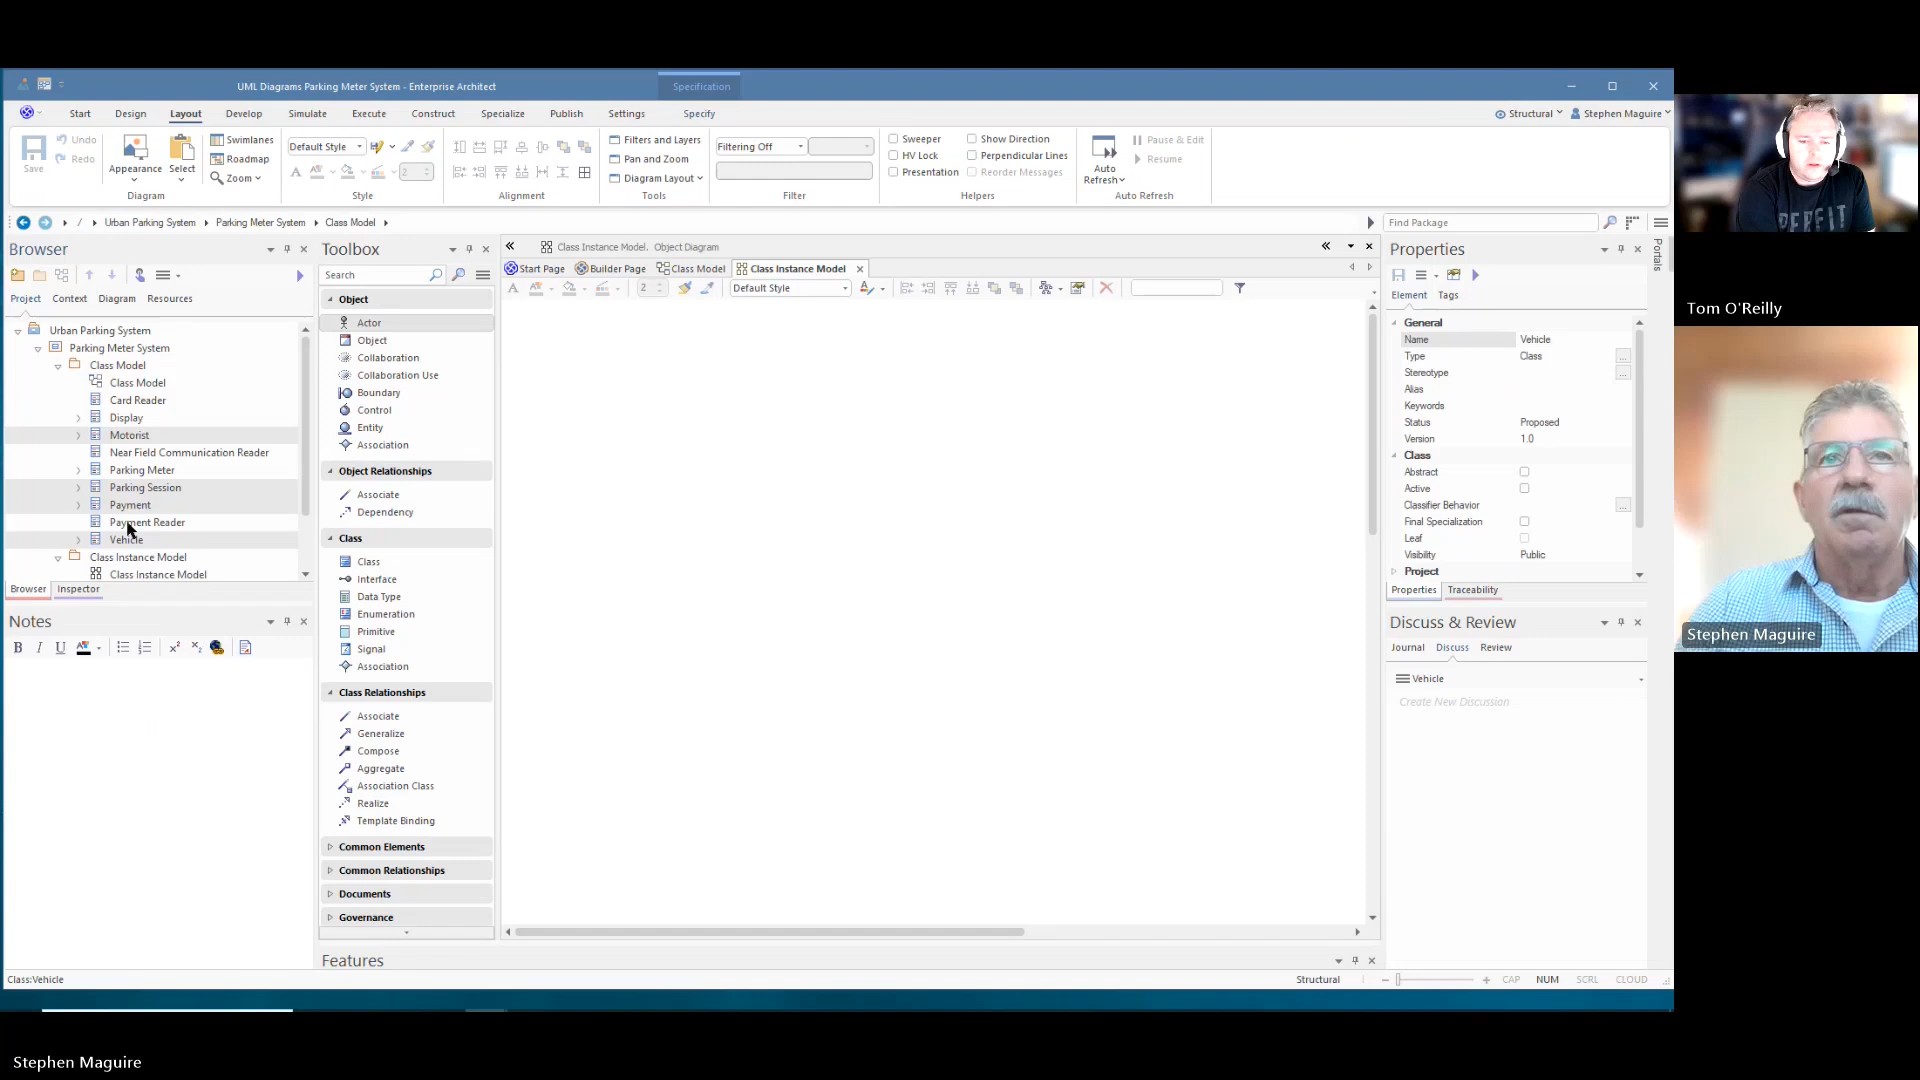 UML Diagrams Parking Meter System - Enterprise Architect
Specification
Start Design Layout Develop Simulate Execute Construct Specialize Publish Settings Specify
Structural Stephen Maguire
Save
Undo
Redo
Appearance
Select
Swimlanes
Roadmap
Zoom
Diagram
Default Style
2
Style
Alignment
Filters and Layers
Pan and Zoom
Diagram Layout
Tools
Filtering Off
Filter
Sweeper
HV Lock
Presentation
Show Direction
Perpendicular Lines
Reorder Messages
Helpers
Auto
Refresh
Pause & Edit
Resume
Auto Refresh
/ Urban Parking System Parking Meter System Class Model
Find Package
Browser
Project Context Diagram Resources
Urban Parking System
Parking Meter System
Class Model
Class Model
Card Reader
Display
Motorist
Near Field Communication Reader
Parking Meter
Parking Session
Payment
Payment Reader
Vehicle
Class Instance Model
Class Instance Model
Browser Inspector
Notes
B I U
Toolbox
Search
Object
Actor
Object
Collaboration
Collaboration Use
Boundary
Control
Entity
Association
Object Relationships
Associate
Dependency
Class
Class
Interface
Data Type
Enumeration
Primitive
Signal
Association
Class Relationships
Associate
Generalize
Compose
Aggregate
Association Class
Realize
Template Binding
Common Elements
Common Relationships
Documents
Governance
Class Instance Model. Object Diagram
Start Page Builder Page Class Model Class Instance Model
2
Default Style
Features
Properties
Portals
Element Tags
General
Name Vehicle
Type Class
Stereotype
Alias
Keywords
Status Proposed
Version 1.0
Class
Abstract
Active
Classifier Behavior
Final Specialization
Leaf
Visibility Public
Project
Properties Traceability
Discuss & Review
Journal Discuss Review
Vehicle
Create New Discussion
Class:Vehicle
Structural
CAP NUM SCRL CLOUD
Tom O'Reilly
Stephen Maguire
Stephen Maguire